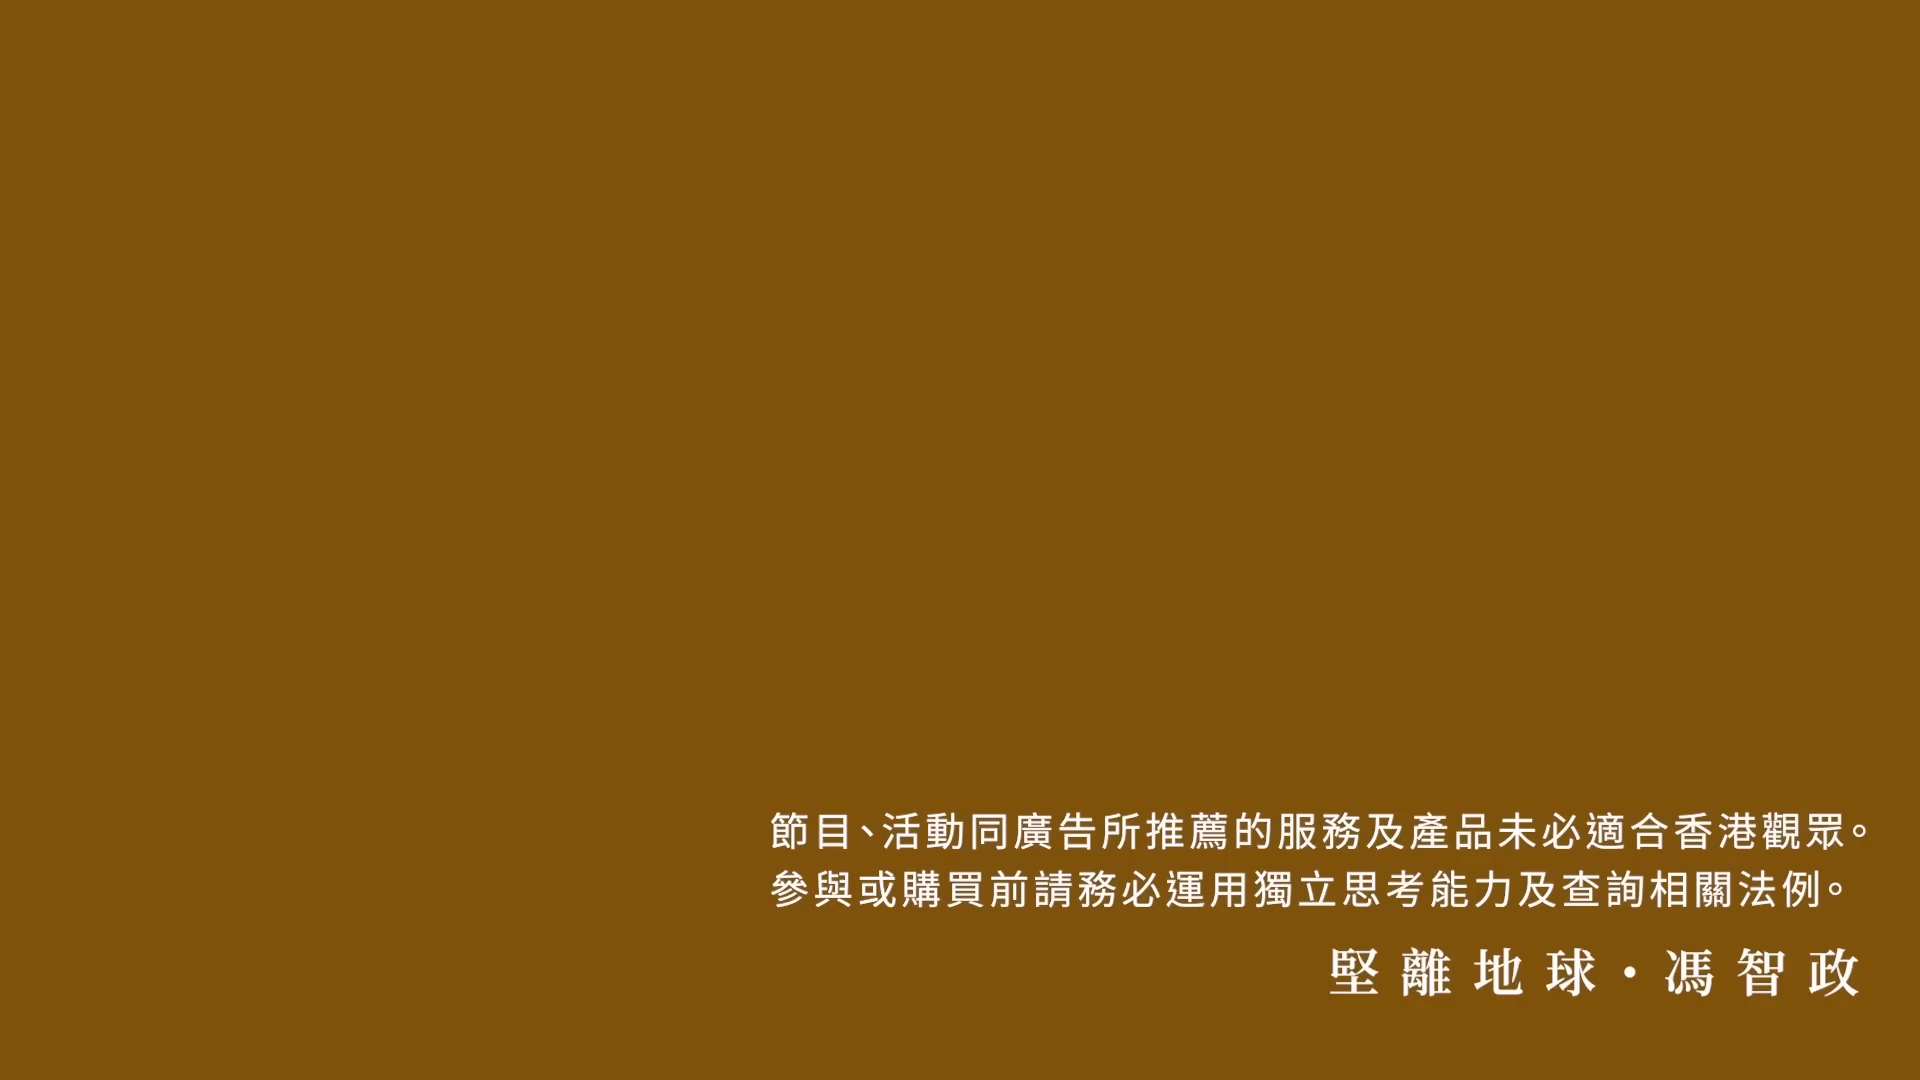 節目、活動同廣告所推薦的服務及產品未必適合香港觀眾。
參與或購買前請務必運用獨立思考能力及查詢相關法例。
堅離地球·馮智政